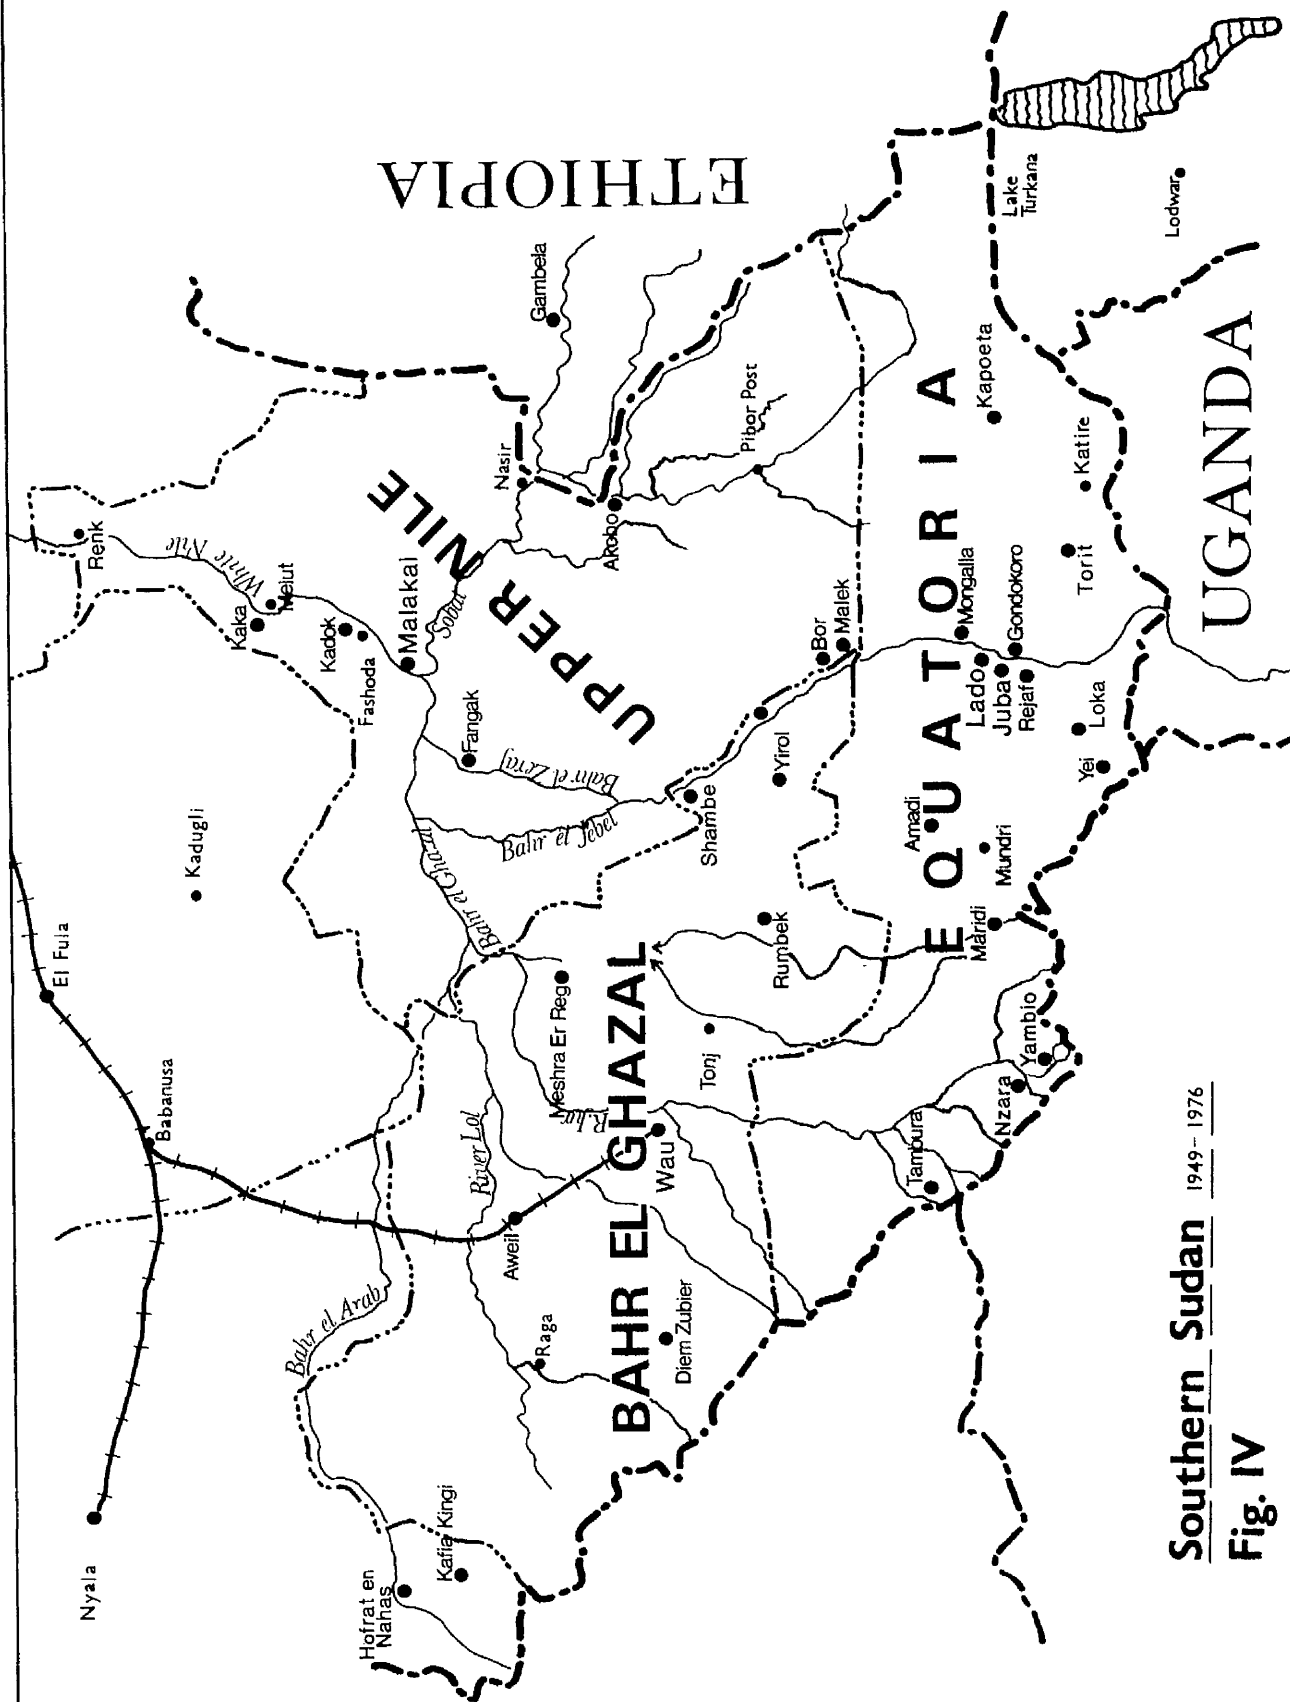 Nyala
El Fula
Babanusa
Kadugli
Renk
White Nile
Kaka
Melut
Kadok
Fashoda
Malakai
Sobat
Nasir
Gambela
ETHIOPIA
Hofrat en
Nahas
Kafia Kingi
Bahr el Arab
Bahr el Ghazal
Fangak
Bahr el Zeraf
Bahr el Jebel
UPPER NILE
Akobo
Pibor Post
Raga
Aweil
River Lol
Meshra Er Req
R.Jur
BAHR EL GHAZAL
Diem Zubier
Wau
Tonj
Rumbek
Shambe
Yirol
Bor
Malek
EQUATORIA
Tambura
Nzara
Yambio
Maridi
Amadi
Mundri
Mongalla
Lado
Juba
Rejaf
Gondokoro
Loka
Yei
Torit
Katire
Kapoeta
Lake
Turkana
Lodwar
UGANDA
Southern Sudan 1949-1976
Fig. IV